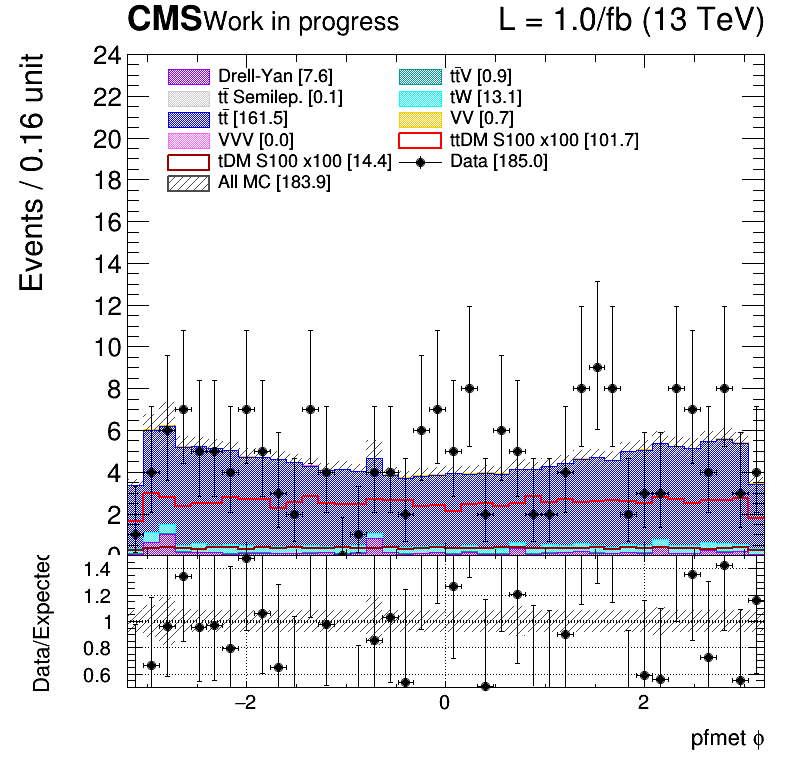 CMS Work in progress L = 1.0/fb (13 TeV)
Events / 0.16 unit
24
22
20
18
16
14
12
10
8
6
4
2
0
Drell-Yan [7.6] tt̄V [0.9]
tt̄ Semilep. [0.1] tW [13.1]
tt̄ [161.5] VV [0.7]
VVV [0.0] ttDM S100 x100 [101.7]
tDM S100 x100 [14.4] Data [185.0]
All MC [183.9]
Data/Expected
1.4
1.2
1
0.8
0.6
−2 0 2
pfmet ϕ